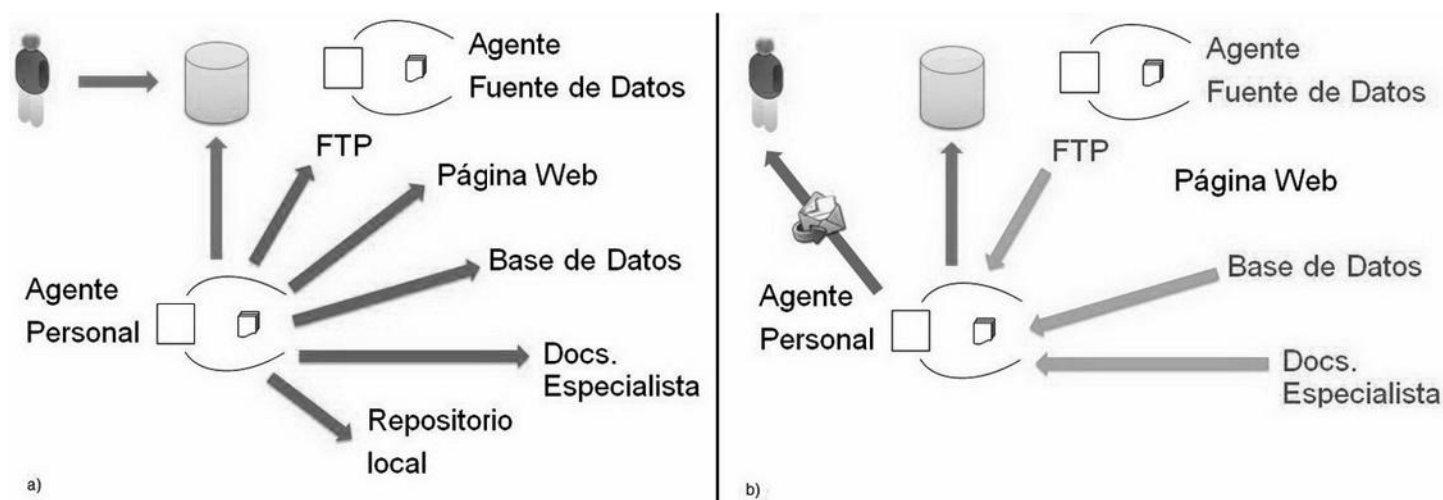 Agente
Fuente de Datos
FTP
Página Web
Base de Datos
Agente
Personal
Docs.
Especialista
Repositorio
local
a)
Agente
Fuente de Datos
FTP
Página Web
Base de Datos
Agente
Personal
Docs.
Especialista
b)